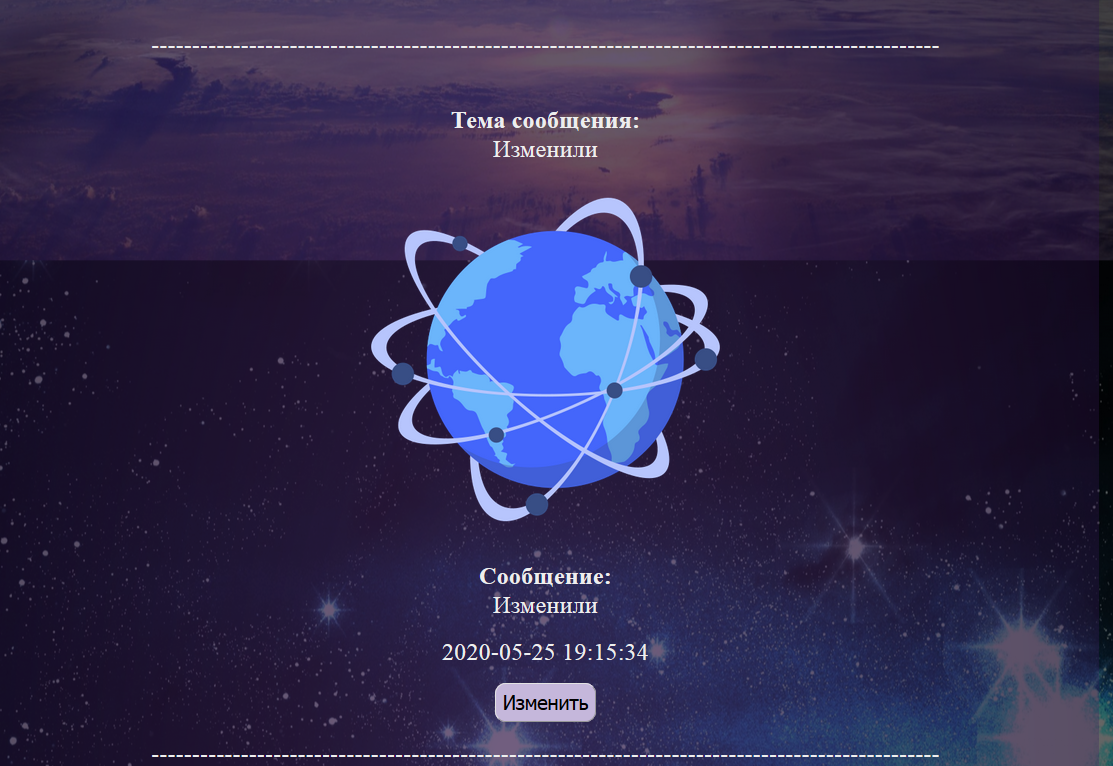 Тема сообщения:
Изменили
Сообщение:
Изменили
2020-05-25 19:15:34
Изменить